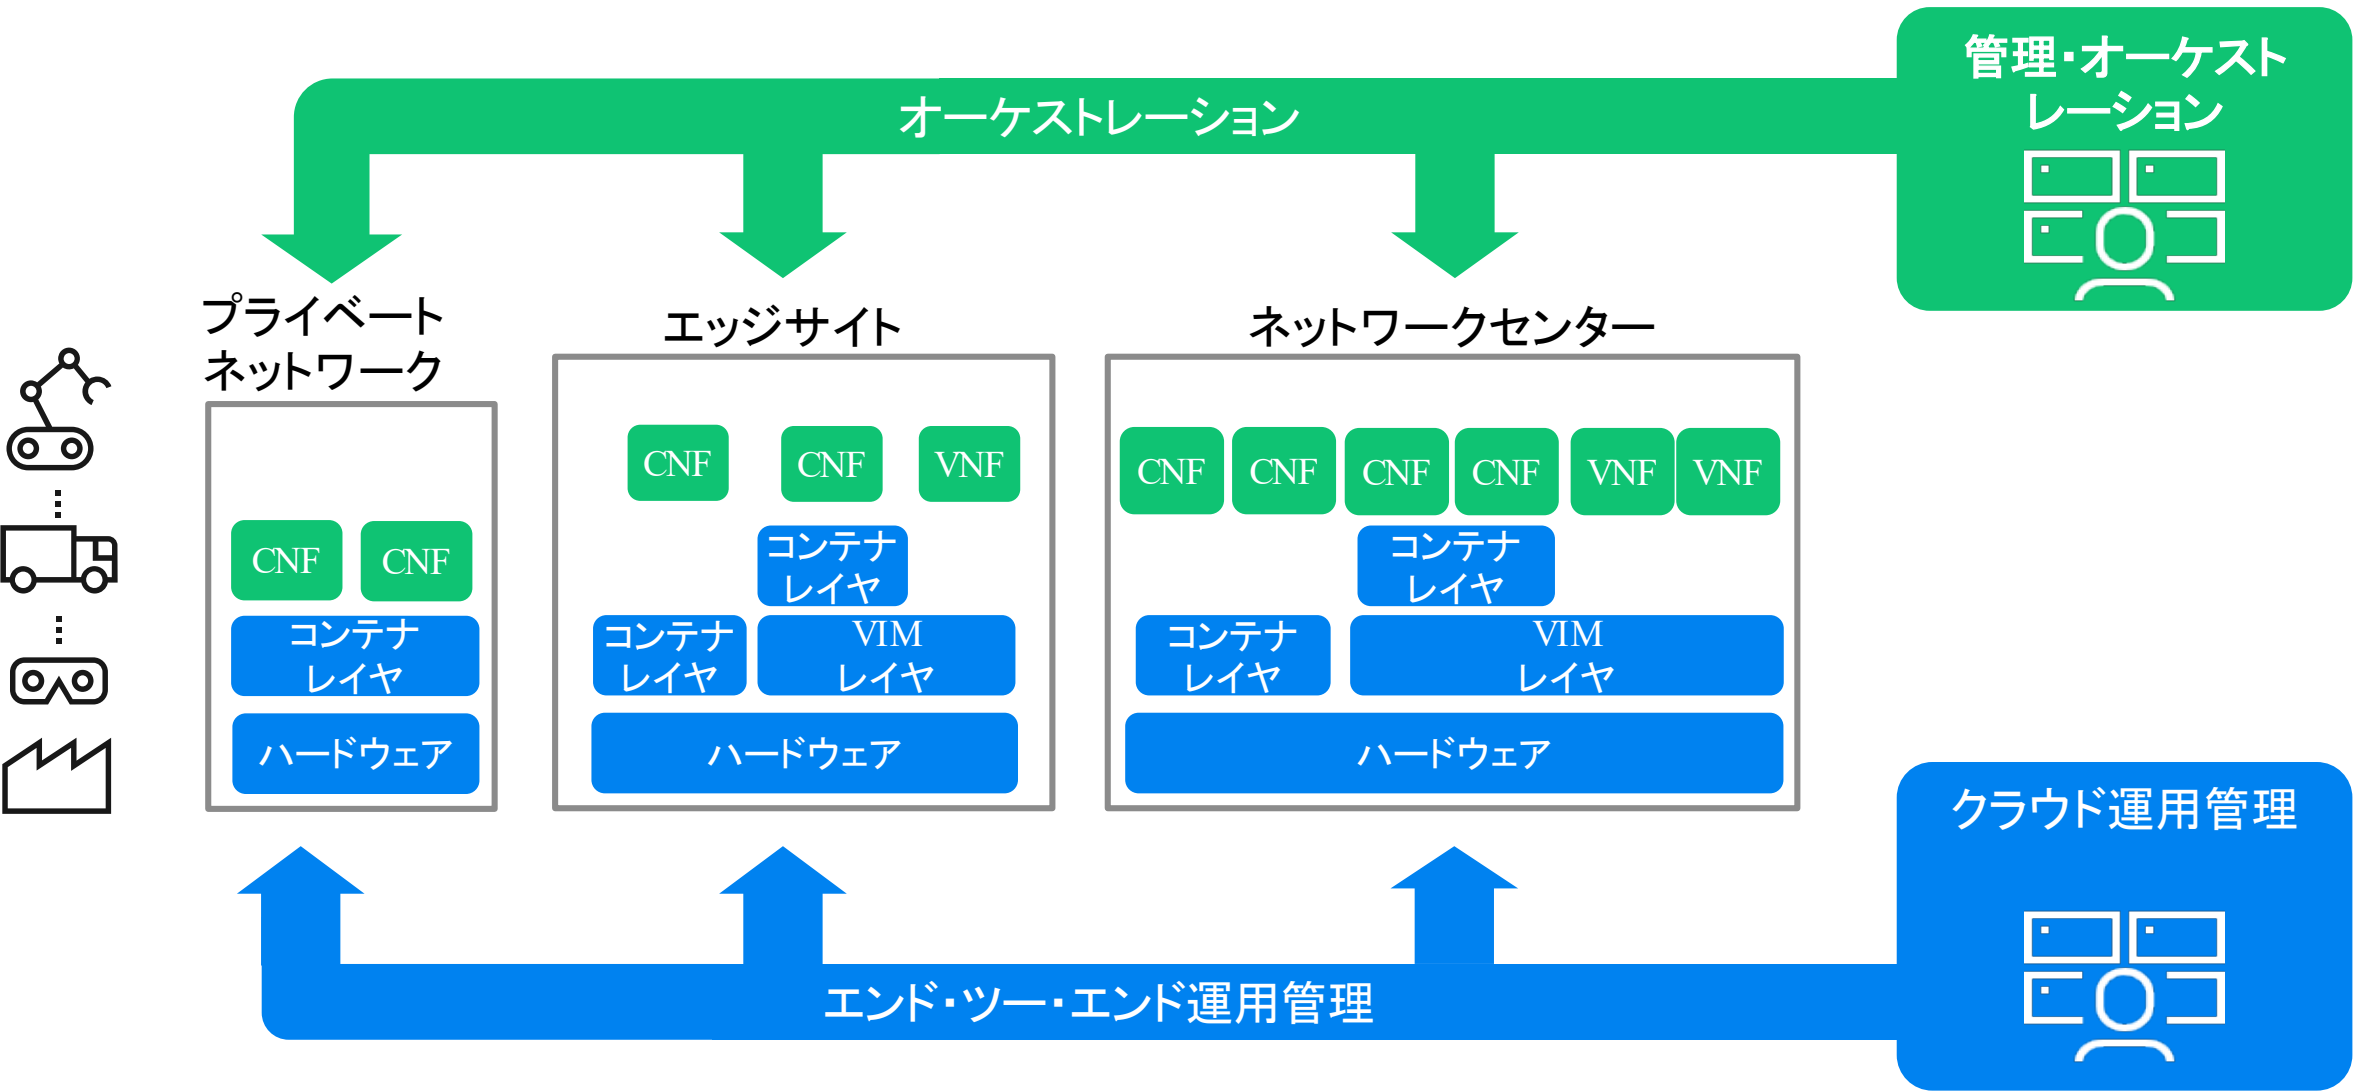 管理・オーケスト
レーション
オーケストレーション
プライベート
ネットワーク
CNF
CNF
コンテナ
レイヤ
ハードウェア
エッジサイト
CNF
CNF
VNF
コンテナ
レイヤ
コンテナ
レイヤ
VIM
レイヤ
ハードウェア
ネットワークセンター
CNF
CNF
CNF
CNF
VNF
VNF
コンテナ
レイヤ
コンテナ
レイヤ
VIM
レイヤ
ハードウェア
クラウド運用管理
エンド・ツー・エンド運用管理